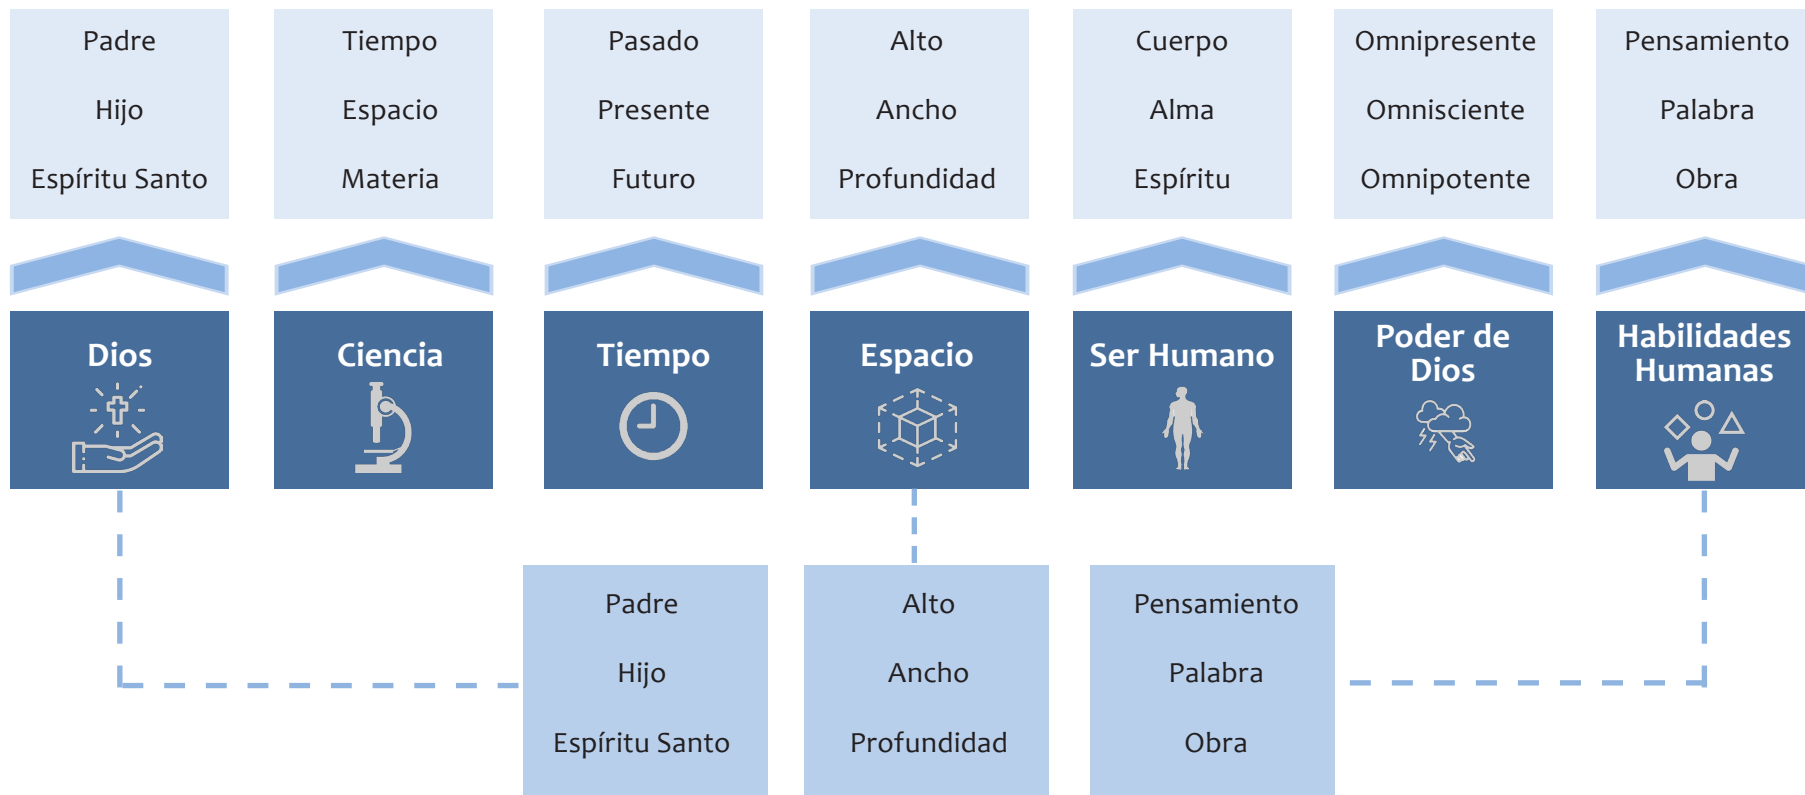 Padre
Hijo
Espíritu Santo
Tiempo
Espacio
Materia
Pasado
Presente
Futuro
Alto
Ancho
Profundidad
Cuerpo
Alma
Espíritu
Omnipresente
Omnisciente
Omnipotente
Pensamiento
Palabra
Obra
Dios
Ciencia
Tiempo
Espacio
Ser Humano
Poder de
Dios
Habilidades
Humanas
Padre
Hijo
Espíritu Santo
Alto
Ancho
Profundidad
Pensamiento
Palabra
Obra